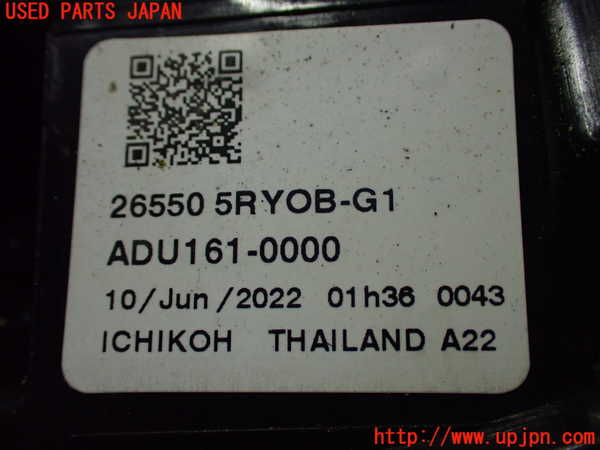 USED PARTS JAPAN
26550 5RYOB-G1
ADU161-0000
10/Jun/2022 01h36 0043
ICHIKOH THAILAND A22
http://www.upjpn.com/